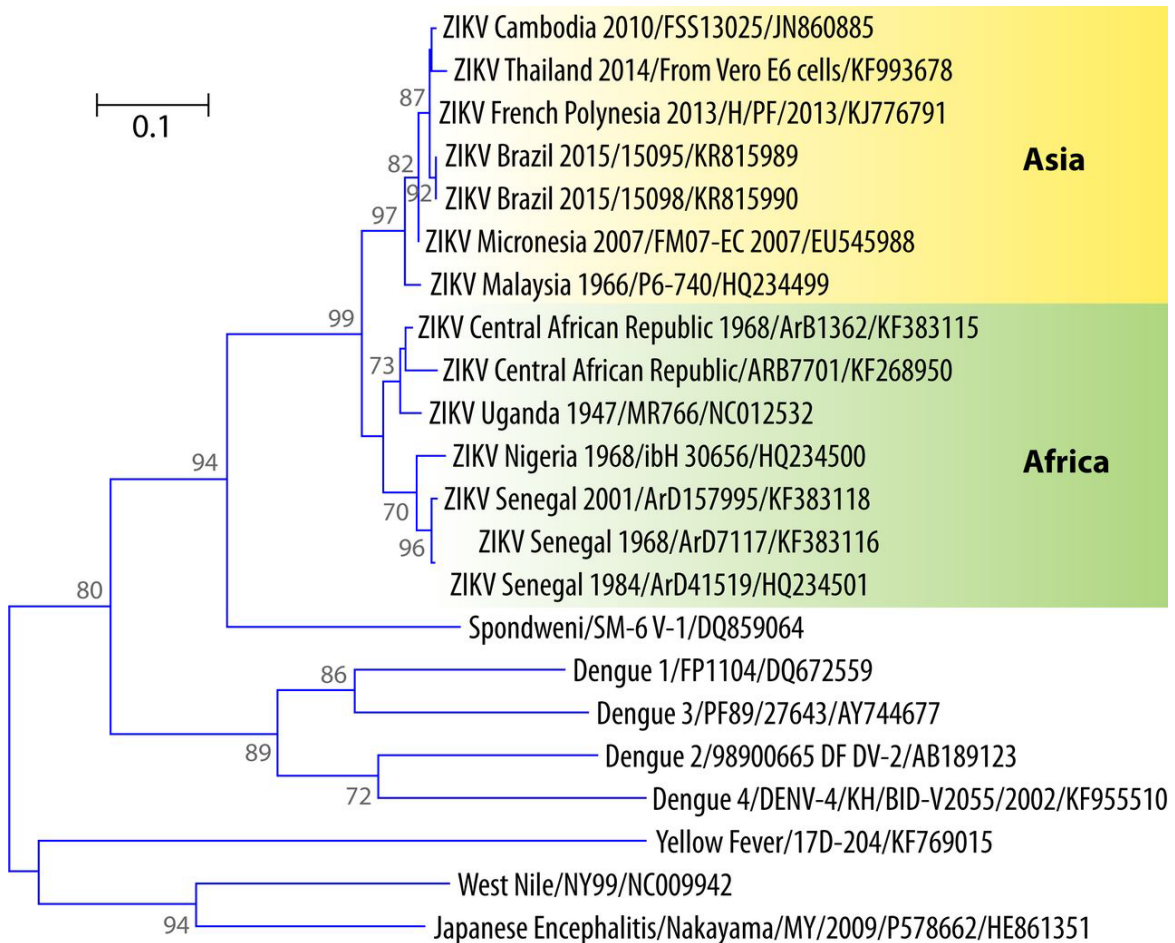 ZIKV Cambodia 2010/FSS13025/JN860885
ZIKV Thailand 2014/From Vero E6 cells/KF993678
0.1
87
ZIKV French Polynesia 2013/H/PF/2013/KJ776791
ZIKV Brazil 2015/15095/KR815989
Asia
82
92
ZIKV Brazil 2015/15098/KR815990
97
ZIKV Micronesia 2007/FM07-EC 2007/EU545988
ZIKV Malaysia 1966/P6-740/HQ234499
99
ZIKV Central African Republic 1968/ArB1362/KF383115
73
ZIKV Central African Republic/ARB7701/KF268950
ZIKV Uganda 1947/MR766/NC012532
94
ZIKV Nigeria 1968/ibH 30656/HQ234500
Africa
ZIKV Senegal 2001/ArD157995/KF383118
70
96
ZIKV Senegal 1968/ArD7117/KF383116
80
ZIKV Senegal 1984/ArD41519/HQ234501
Spondweni/SM-6 V-1/DQ859064
86
Dengue 1/FP1104/DQ672559
Dengue 3/PF89/27643/AY744677
89
Dengue 2/98900665 DF DV-2/AB189123
72
Dengue 4/DENV-4/KH/BID-V2055/2002/KF955510
Yellow Fever/17D-204/KF769015
West Nile/NY99/NC009942
94
Japanese Encephalitis/Nakayama/MY/2009/P578662/HE861351